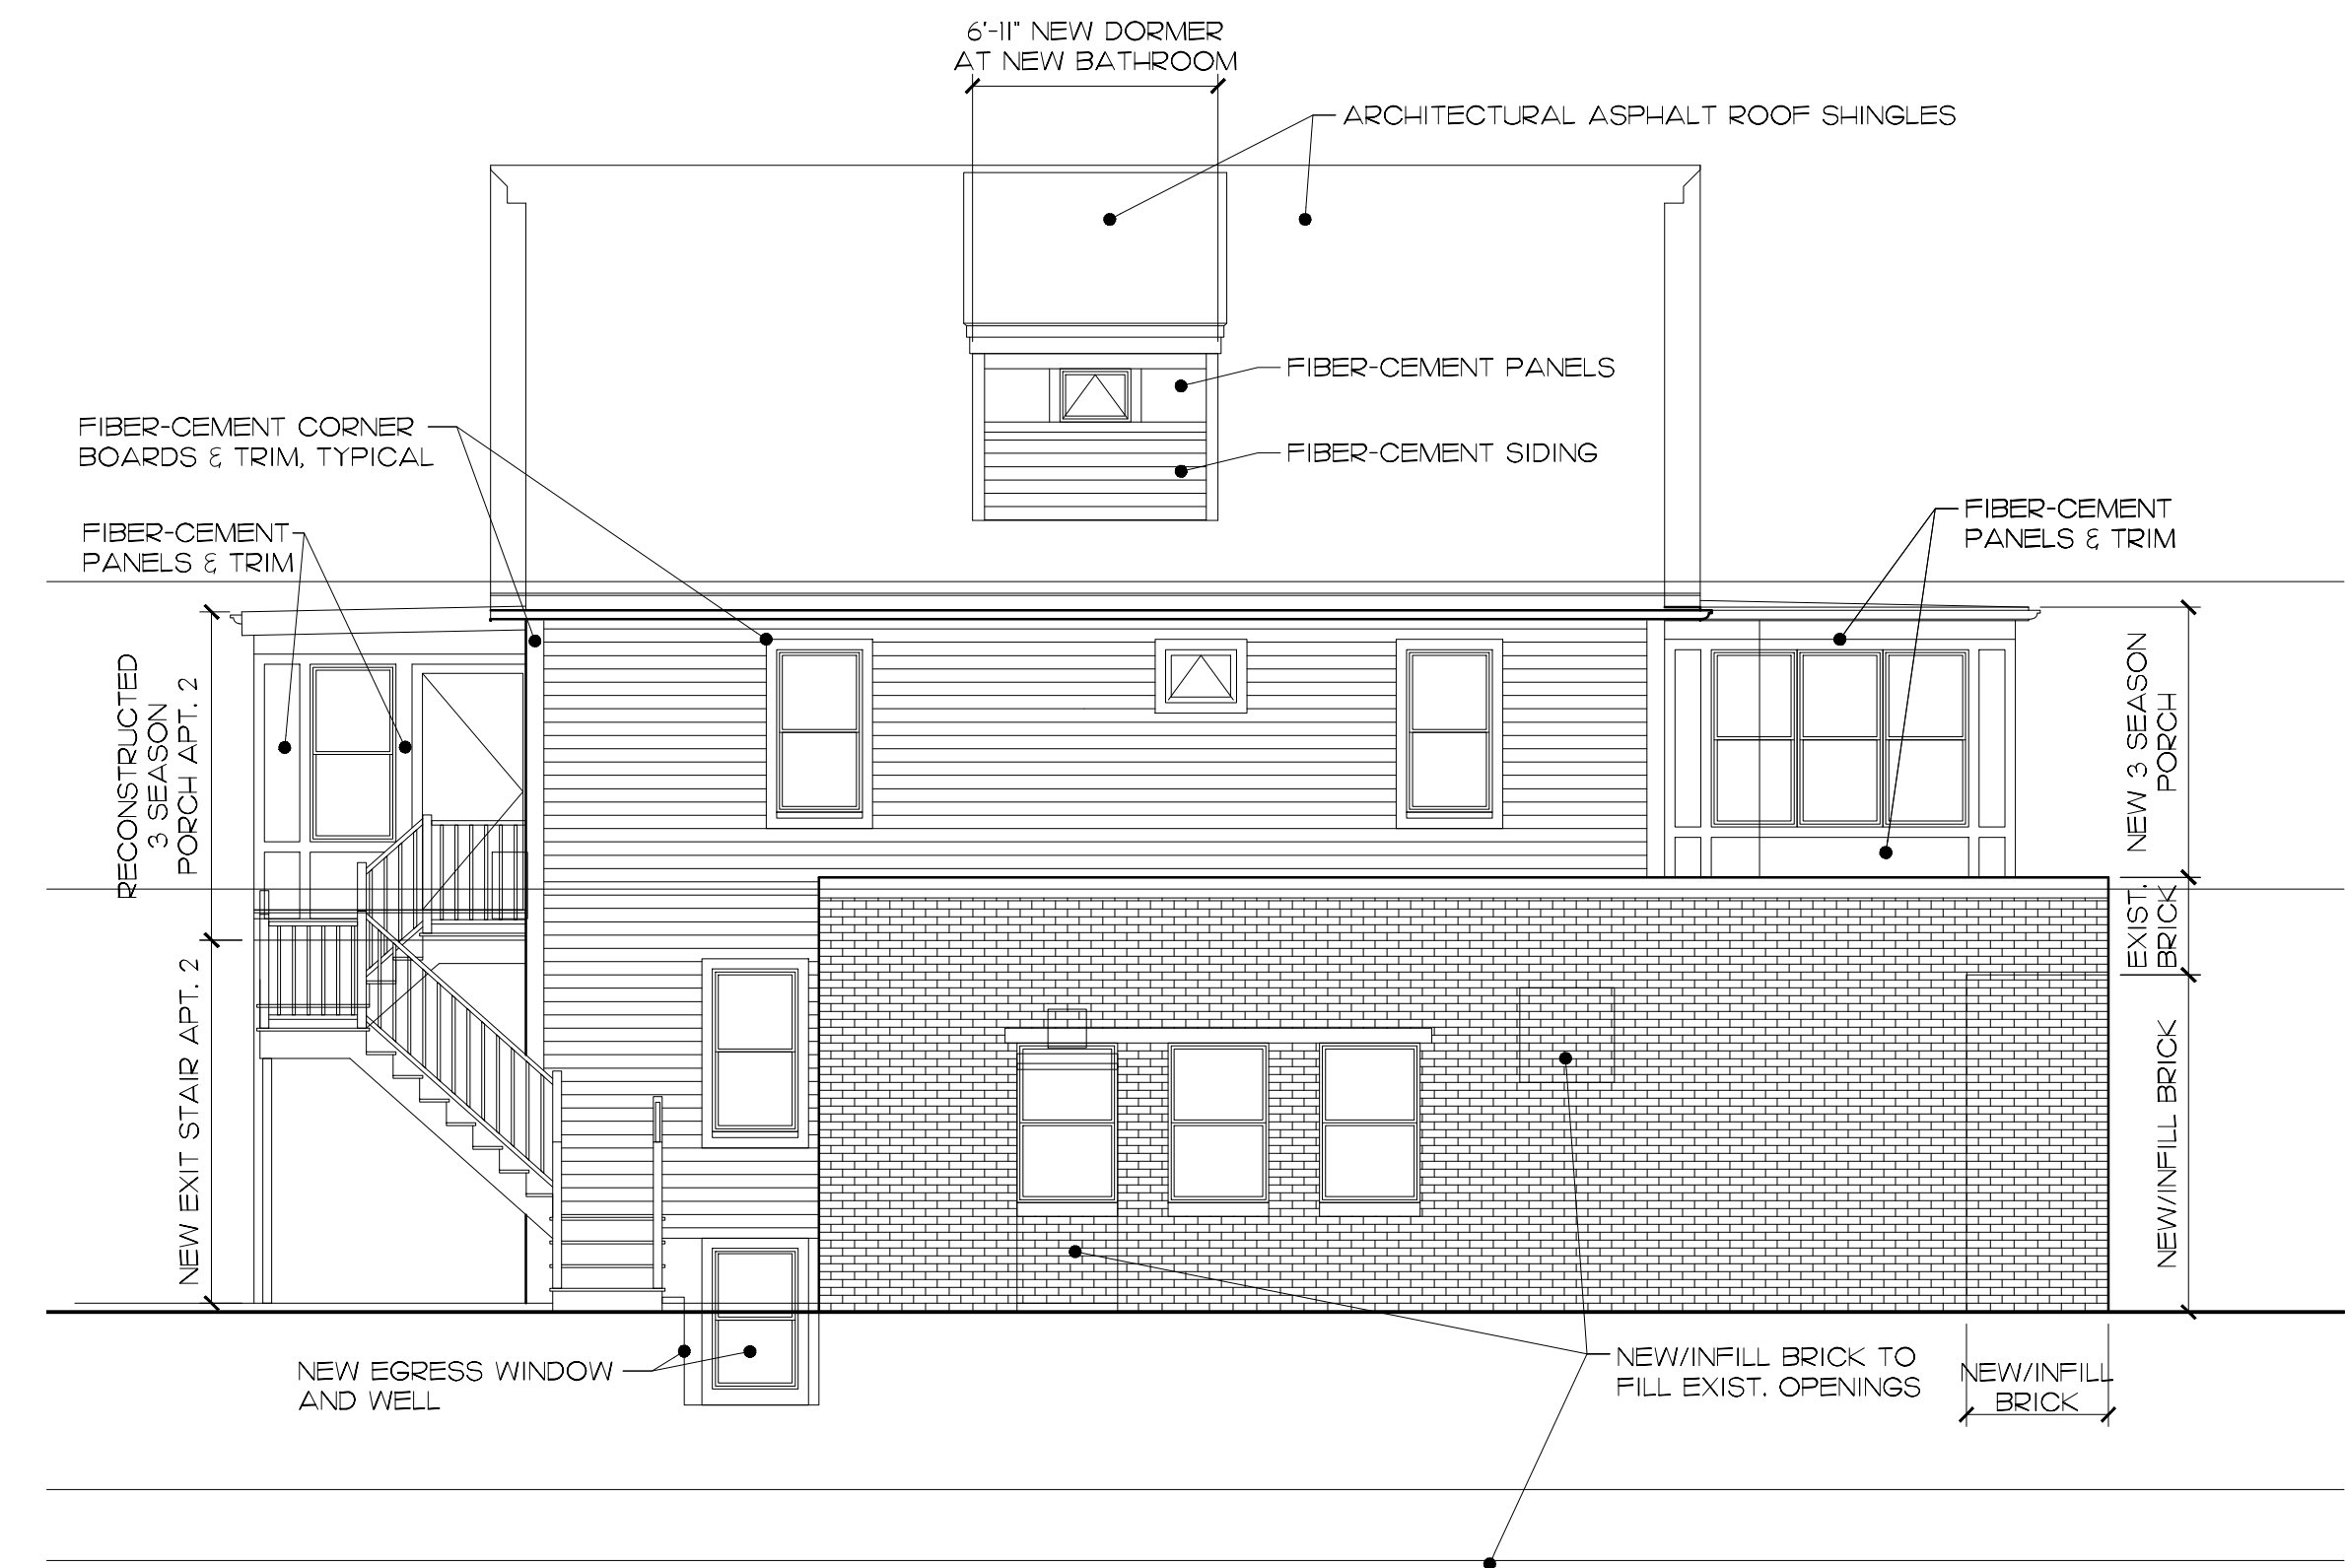 6'-11" NEW DORMER
AT NEW BATHROOM
ARCHITECTURAL ASPHALT ROOF SHINGLES
FIBER-CEMENT PANELS
FIBER-CEMENT CORNER
BOARDS & TRIM, TYPICAL
FIBER-CEMENT SIDING
FIBER-CEMENT
PANELS & TRIM
FIBER-CEMENT
PANELS & TRIM
RECONSTRUCTED
3 SEASON
PORCH APT. 2
NEW 3 SEASON
PORCH
EXIST.
BRICK
NEW EXIT STAIR APT. 2
NEW/INFILL BRICK
NEW EGRESS WINDOW
AND WELL
NEW/INFILL BRICK TO
FILL EXIST. OPENINGS
NEW/INFILL
BRICK